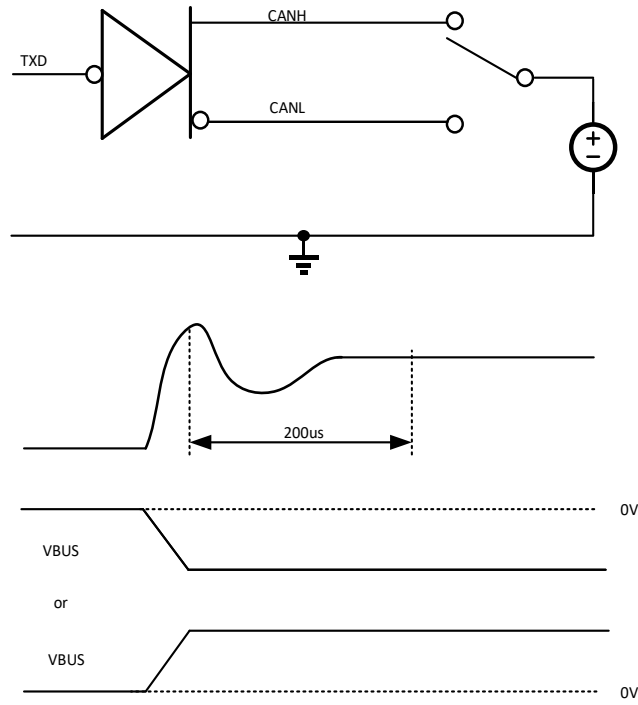 CANH
TXD
CANL
+
−
200us
0V
VBUS
or
VBUS
0V